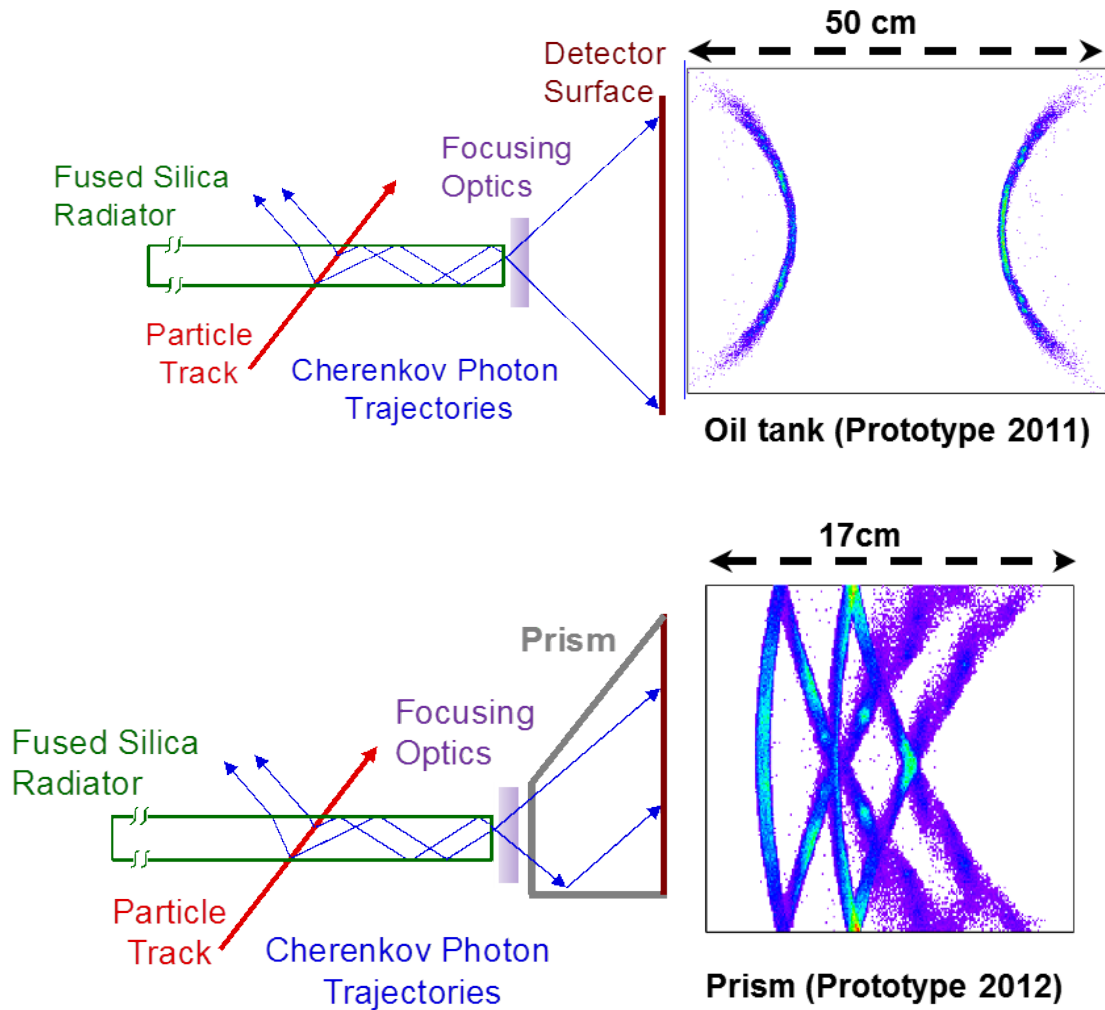 50 cm
Detector
Surface
Focusing
Optics
Fused Silica
Radiator
Particle
Track
Cherenkov Photon
Trajectories
Oil tank (Prototype 2011)
17cm
Prism
Focusing
Optics
Fused Silica
Radiator
Particle
Track
Cherenkov Photon
Trajectories
Prism (Prototype 2012)